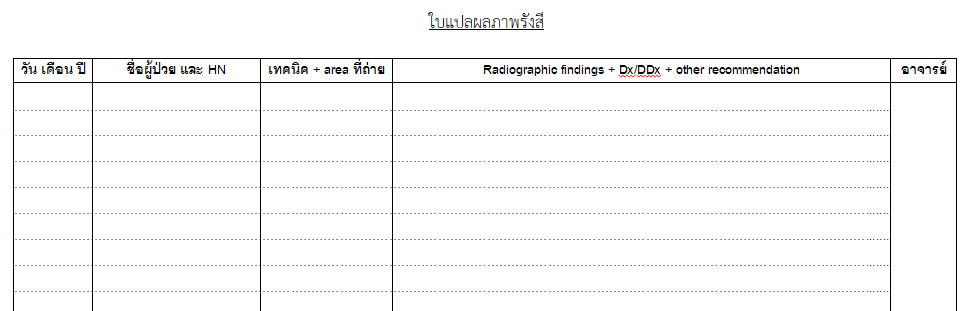 ใบแปลผลภาพรังสี
วัน เดือน ปี ชื่อผู้ป่วย และ HN เทคนิค + area ที่ถ่าย Radiographic findings + Dx/DDx + other recommendation อาจารย์